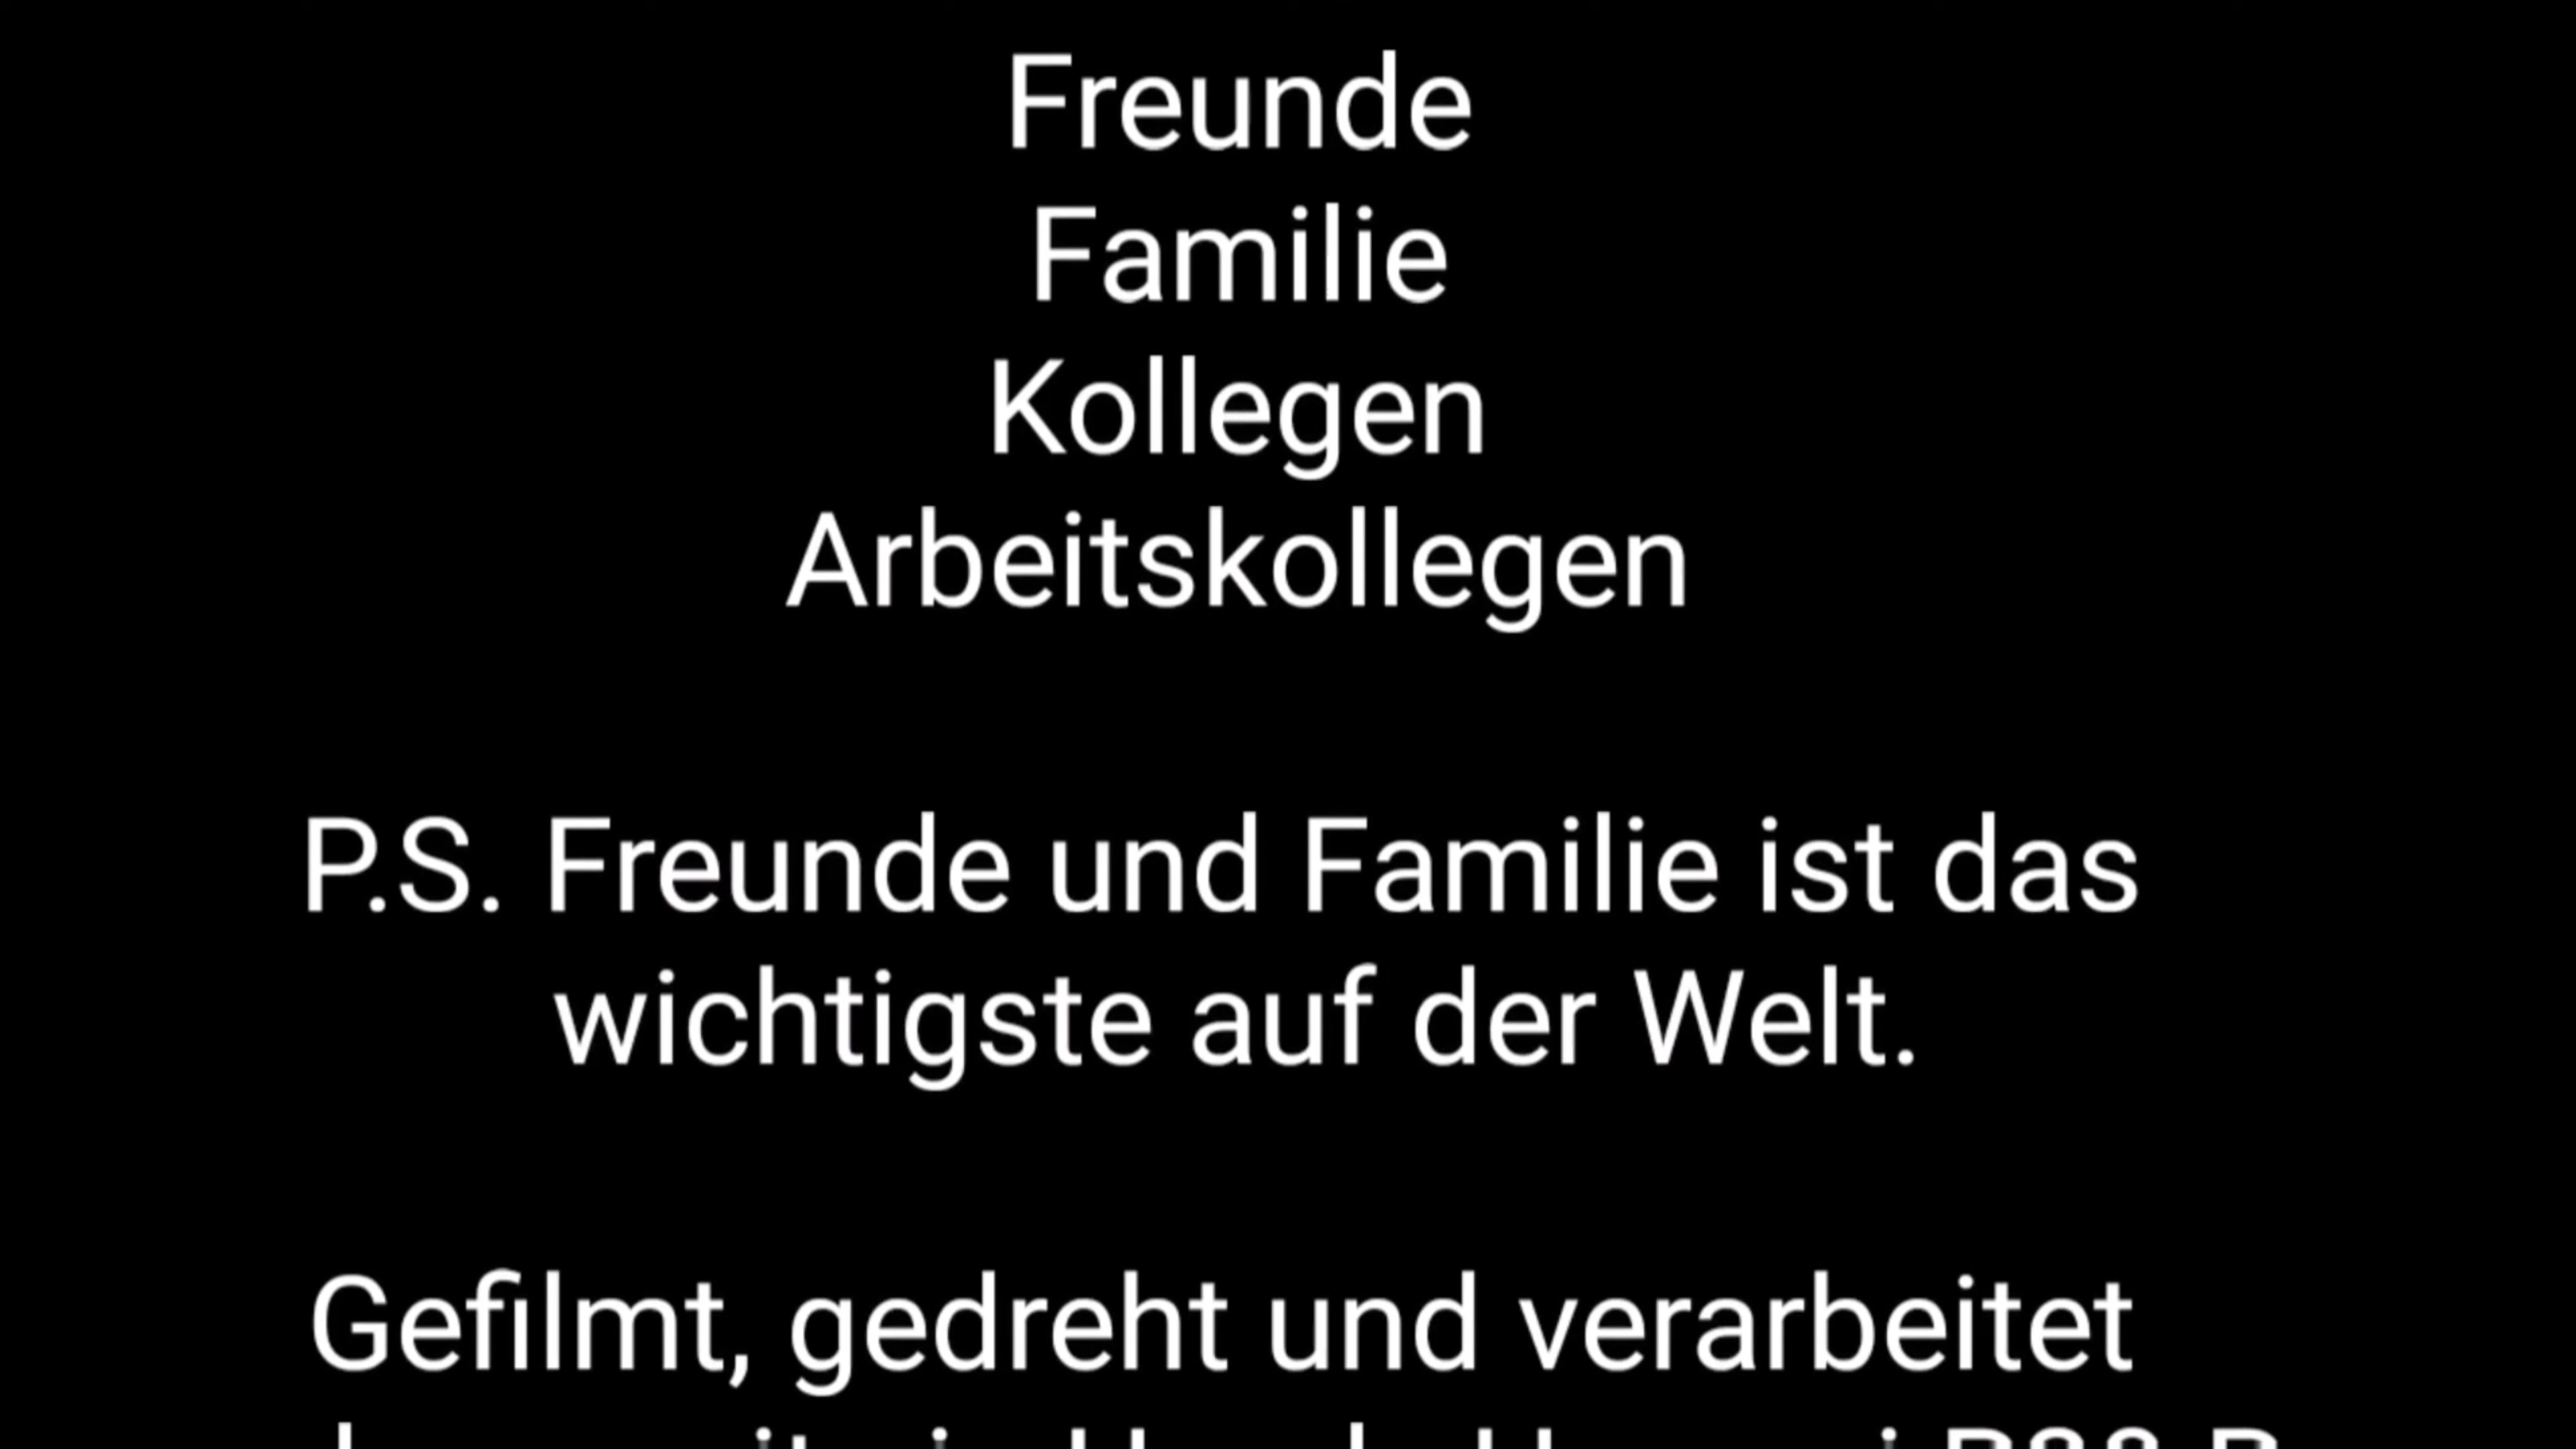 Freunde
Familie
Kollegen
Arbeitskollegen
P.S. Freunde und Familie ist das
wichtigste auf der Welt.
Gefilmt, gedreht und verarbeitet